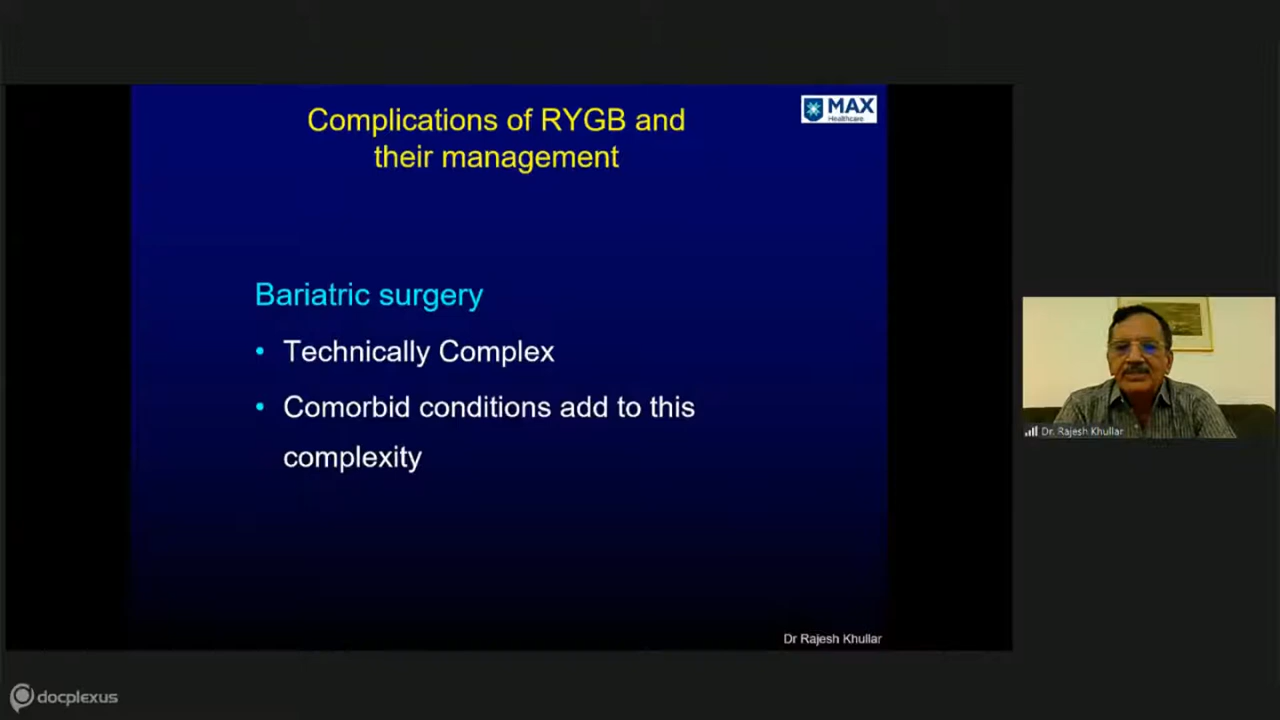 Complications of RYGB and
their management
MAX
Healthcare
Bariatric surgery
• Technically Complex
• Comorbid conditions add to this
complexity
Dr. Rajesh Khullar
Dr Rajesh Khullar
docplexus